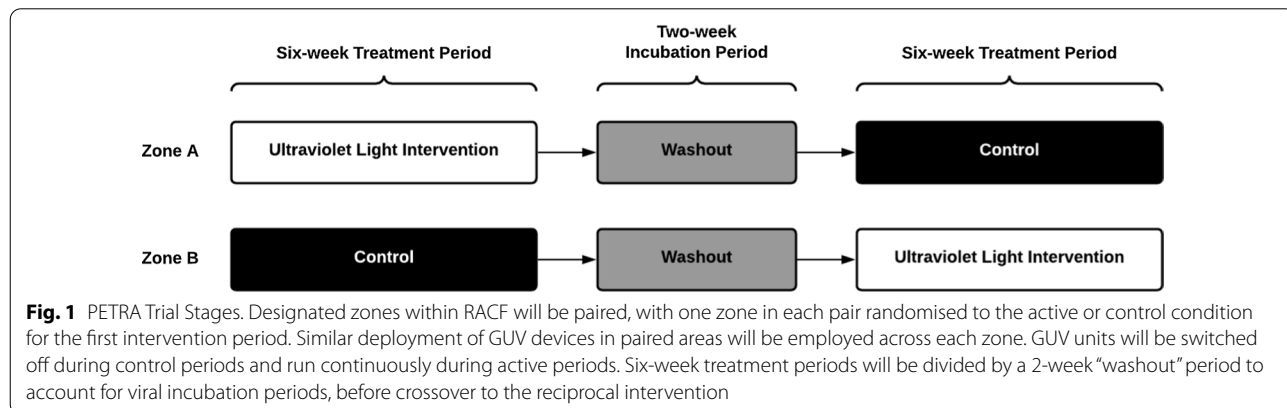 Six-week Treatment Period
Two-week
Incubation Period
Six-week Treatment Period
Zone A
Ultraviolet Light Intervention
Washout
Control
Zone B
Control
Washout
Ultraviolet Light Intervention
Fig. 1 PETRA Trial Stages. Designated zones within RACF will be paired, with one zone in each pair randomised to the active or control condition
for the first intervention period. Similar deployment of GUV devices in paired areas will be employed across each zone. GUV units will be switched
off during control periods and run continuously during active periods. Six-week treatment periods will be divided by a 2-week “washout” period to
account for viral incubation periods, before crossover to the reciprocal intervention